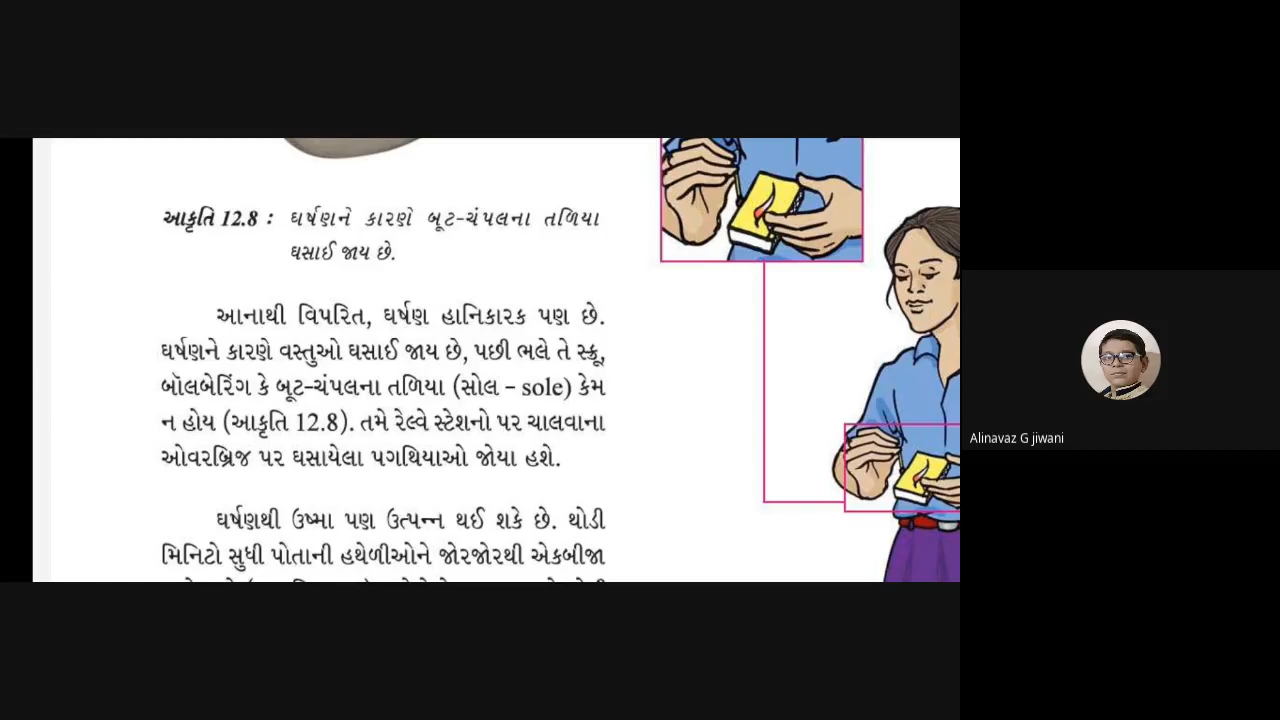 આકૃતિ 12.8 : ઘર્ષણને કારણે બૂટ-ચંપલના તળિયા
ઘસાઈ જાય છે.
આનાથી વિપરિત, ઘર્ષણ હાનિકારક પણ છે.
ઘર્ષણને કારણે વસ્તુઓ ઘસાઈ જાય છે, પછી ભલે તે સ્ક્રૂ,
બૉલબેરિંગ કે બૂટ-ચંપલના તળિયા (સોલ - sole) કેમ
ન હોય (આકૃતિ 12.8). તમે રેલ્વે સ્ટેશનો પર ચાલવાના
ઓવરબ્રિજ પર ઘસાયેલા પગથિયાઓ જોયા હશે.
ઘર્ષણથી ઉષ્મા પણ ઉત્પન્ન થઈ શકે છે. થોડી
મિનિટો સુધી પોતાની હથેળીઓને જોરજોરથી એકબીજા
Alinavaz G jiwani